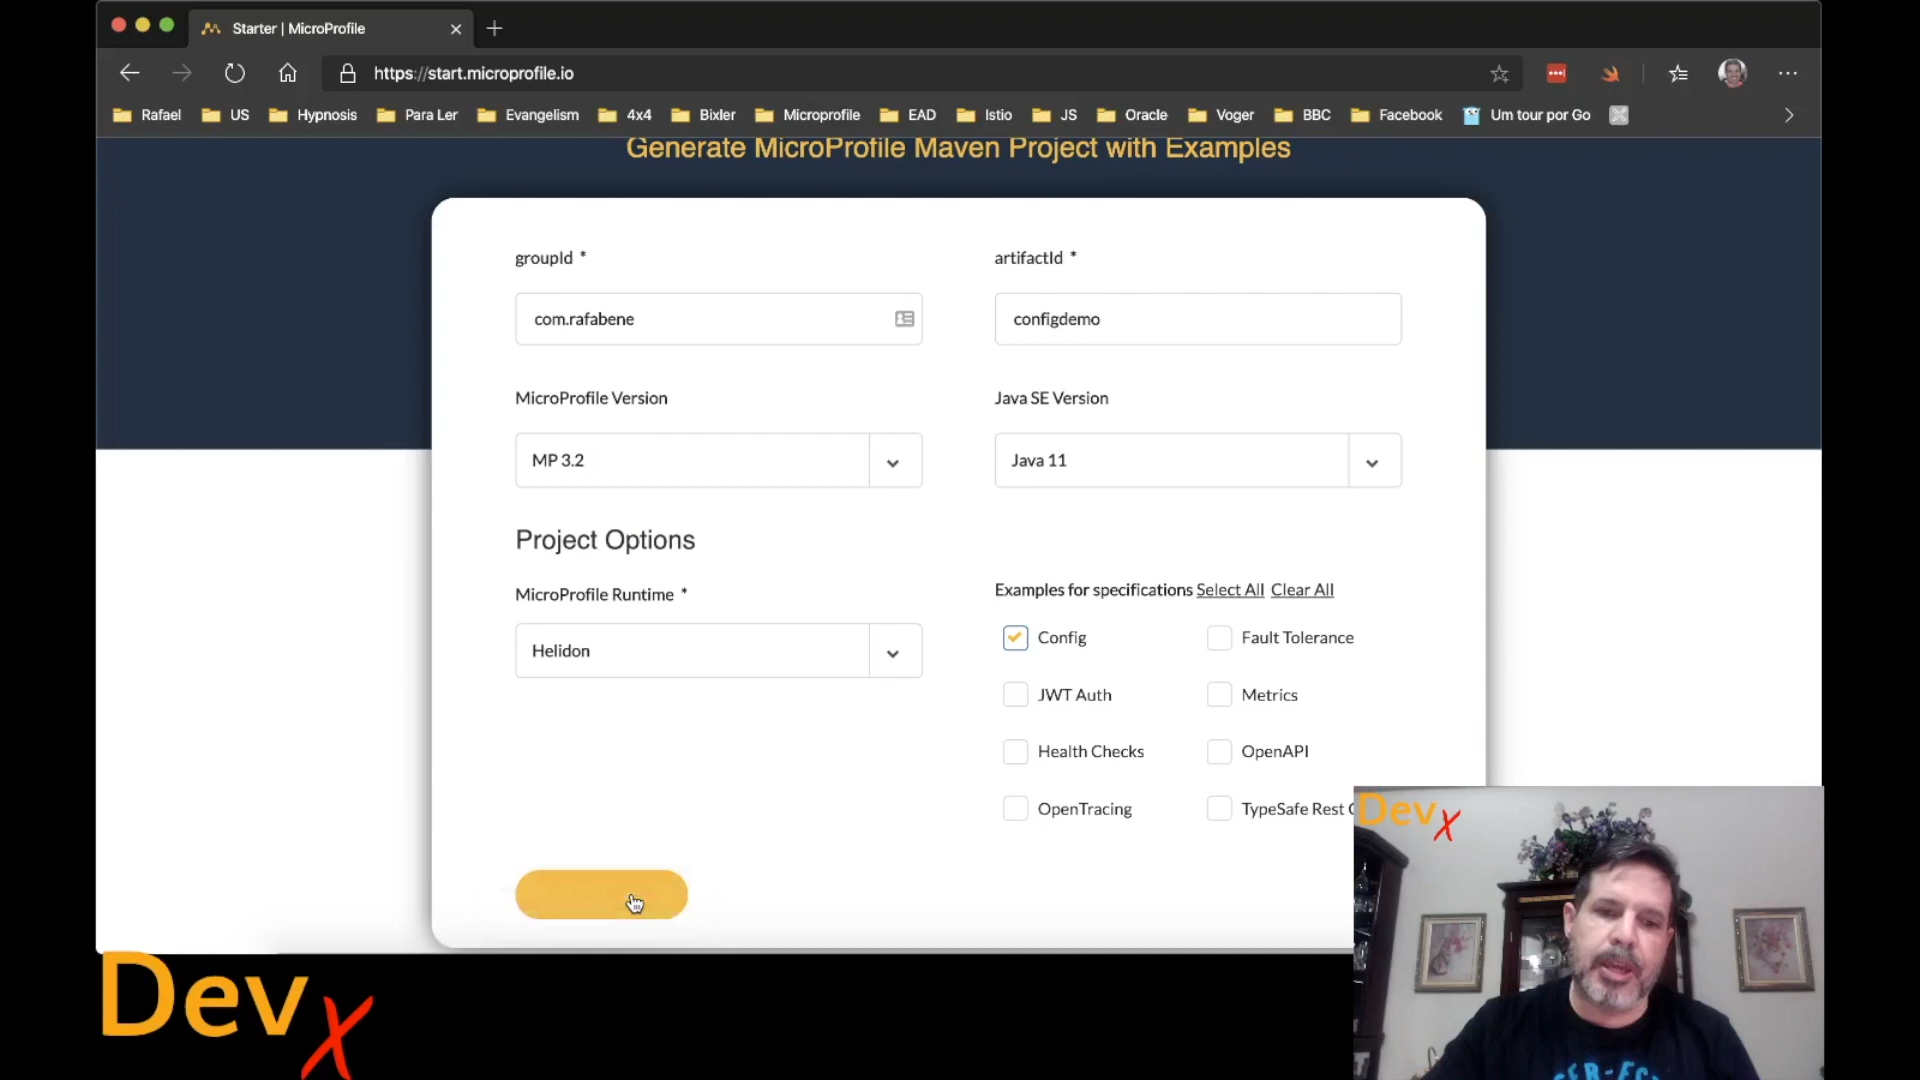 Starter | MicroProfile
https://start.microprofile.io
Rafael US Hypnosis Para Ler Evangelism 4x4 Bixler Microprofile EAD Istio JS Oracle Voger BBC Facebook Um tour por Go
Generate MicroProfile Maven Project with Examples
groupId * artifactId *
com.rafabene configdemo
MicroProfile Version Java SE Version
MP 3.2 Java 11
Project Options
MicroProfile Runtime * Examples for specifications Select All Clear All
Helidon
Config Fault Tolerance
JWT Auth Metrics
Health Checks OpenAPI
OpenTracing TypeSafe Rest
DevX
DevX